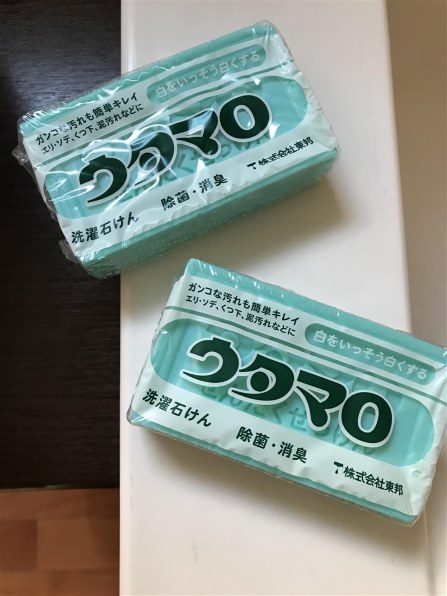 ガンコな汚れも簡単キレイ
エリ・ソデ、くつ下、泥汚れなどに
白をいっそう白くする
ウタマロ
洗濯石けん
除菌・消臭
株式会社東邦
ガンコな汚れも簡単キレイ
エリ・ソデ、くつ下、泥汚れなどに
白をいっそう白くする
ウタマロ
洗濯石けん
除菌・消臭
株式会社東邦